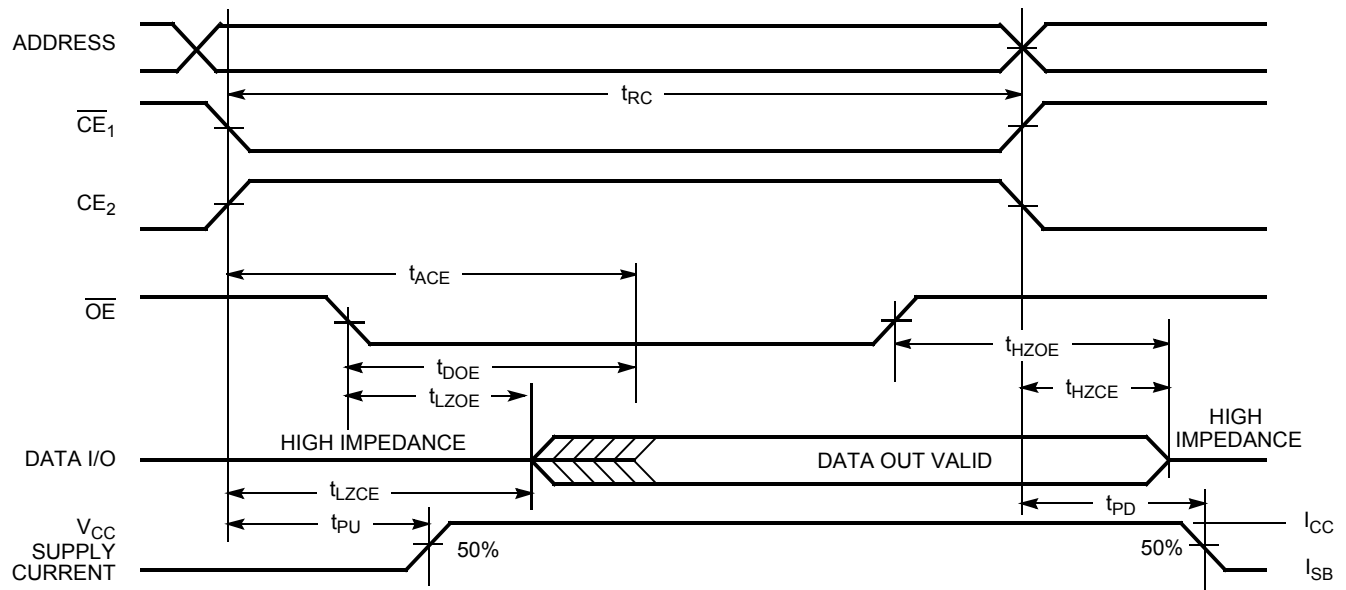 ADDRESS
tRC
CE1
CE2
tACE
OE
tHZOE
tDOE
tHZCE
tLZOE
HIGH
IMPEDANCE
HIGH IMPEDANCE
DATA I/O
DATA OUT VALID
tLZCE
tPD
tPU
VCC
SUPPLY
CURRENT
50%
50%
ICC
ISB